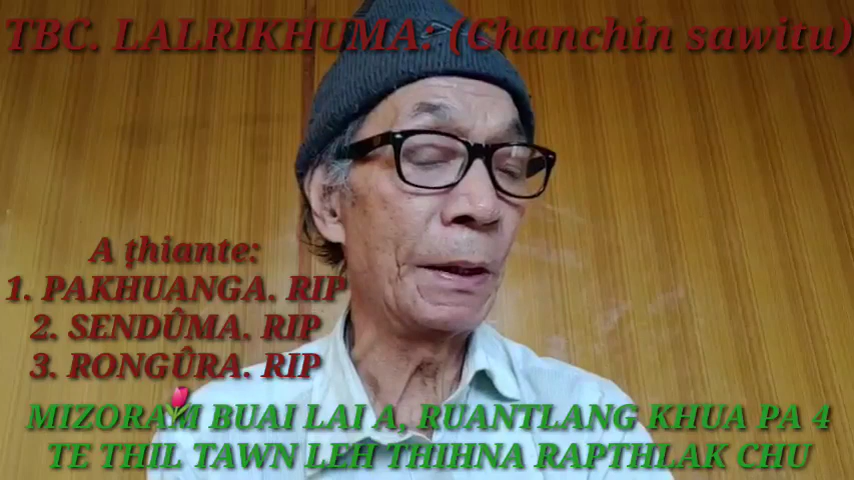 TBC. LALRIKHUMA: (Chanchin sawitu)
A ṭhiante:
1. PAKHUANGA. RIP
2. SENDÛMA. RIP
3. RONGÛRA. RIP
MIZORAM BUAI LAI A, RUANTLANG KHUA PA 4
TE THIL TAWN LEH THIHNA RAPTHLAK CHU